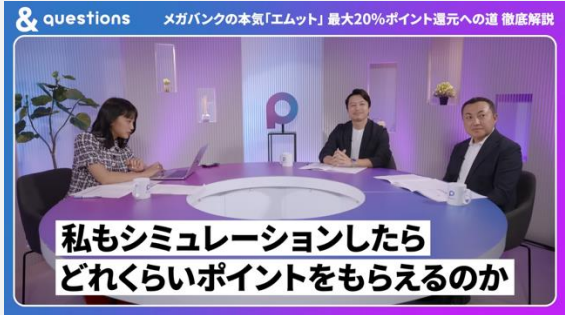 & questions
メガバンクの本気「エムット」 最大20%ポイント還元への道 徹底解説
私もシミュレーションしたら
どれくらいポイントをもらえるのか